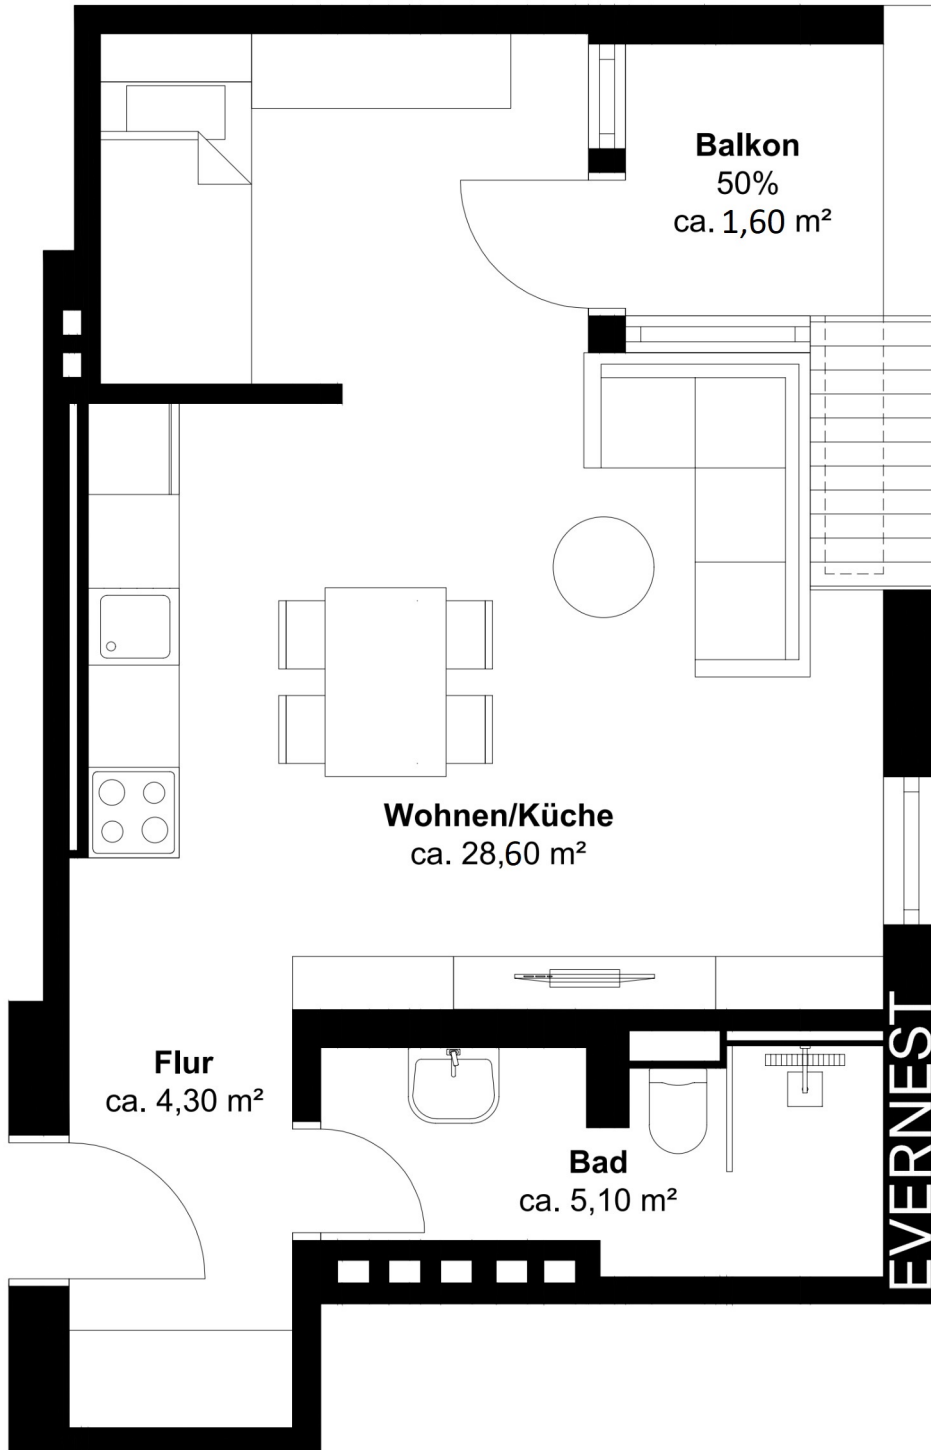 Balkon
50%
ca. 1,60 m²
Wohnen/Küche
ca. 28,60 m²
Flur
ca. 4,30 m²
Bad
ca. 5,10 m²
EVERNEST